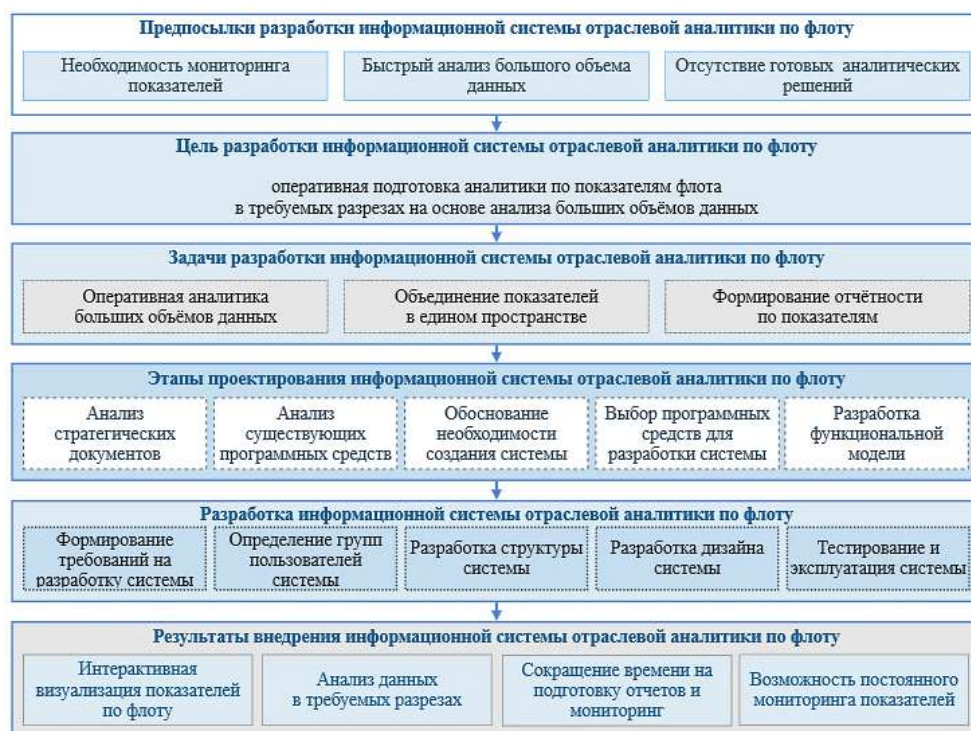 Предпосылки разработки информационной системы отраслевой аналитики по флоту
Необходимость мониторинга
показателей
Быстрый анализ большого объема
данных
Отсутствие готовых аналитических
решений
Цель разработки информационной системы отраслевой аналитики по флоту
оперативная подготовка аналитики по показателям флота
в требуемых разрезах на основе анализа больших объёмов данных
Задачи разработки информационной системы отраслевой аналитики по флоту
Оперативная аналитика
больших объёмов данных
Объединение показателей
в едином пространстве
Формирование отчётности
по показателям
Этапы проектирования информационной системы отраслевой аналитики по флоту
Анализ
стратегических
документов
Анализ
существующих
программных средств
Обоснование
необходимости
создания системы
Выбор программных
средств для
разработки системы
Разработка
функциональной
модели
Разработка информационной системы отраслевой аналитики по флоту
Формирование
требований на
разработку системы
Определение групп
пользователей
системы
Разработка структуры
системы
Разработка дизайна
системы
Тестирование и
эксплуатация системы
Результаты внедрения информационной системы отраслевой аналитики по флоту
Интерактивная
визуализация показателей
по флоту
Анализ данных
в требуемых разрезах
Сокращение времени на
подготовку отчетов и
мониторинг
Возможность постоянного
мониторинга показателей